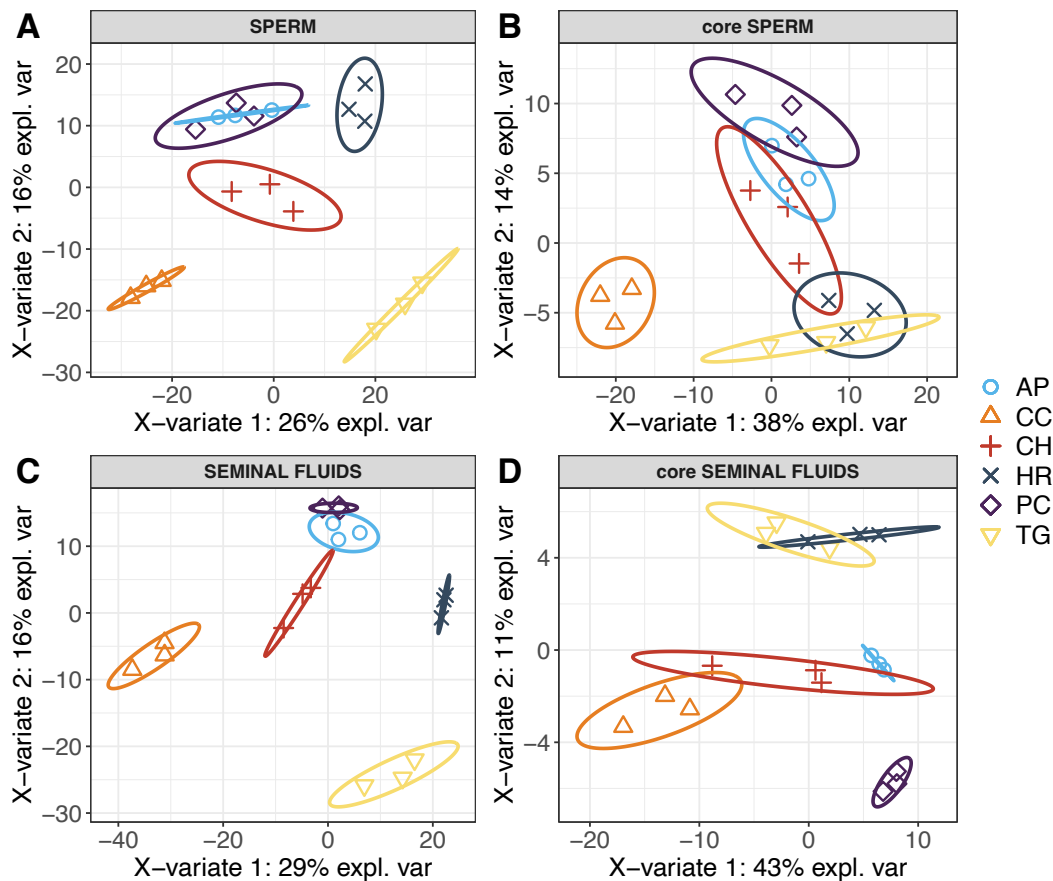 A
SPERM
20
10
0
−10
−20
−30
X−variate 2: 16% expl. var
−20
0
20
X−variate 1: 26% expl. var
B
core SPERM
10
5
0
−5
X−variate 2: 14% expl. var
−20
−10
0
10
20
X−variate 1: 38% expl. var
C
SEMINAL FLUIDS
10
0
−10
−20
−30
X−variate 2: 16% expl. var
−40
−20
0
20
X−variate 1: 29% expl. var
D
core SEMINAL FLUIDS
4
0
−4
X−variate 2: 11% expl. var
−20
−10
0
10
X−variate 1: 43% expl. var
AP
CC
CH
HR
PC
TG